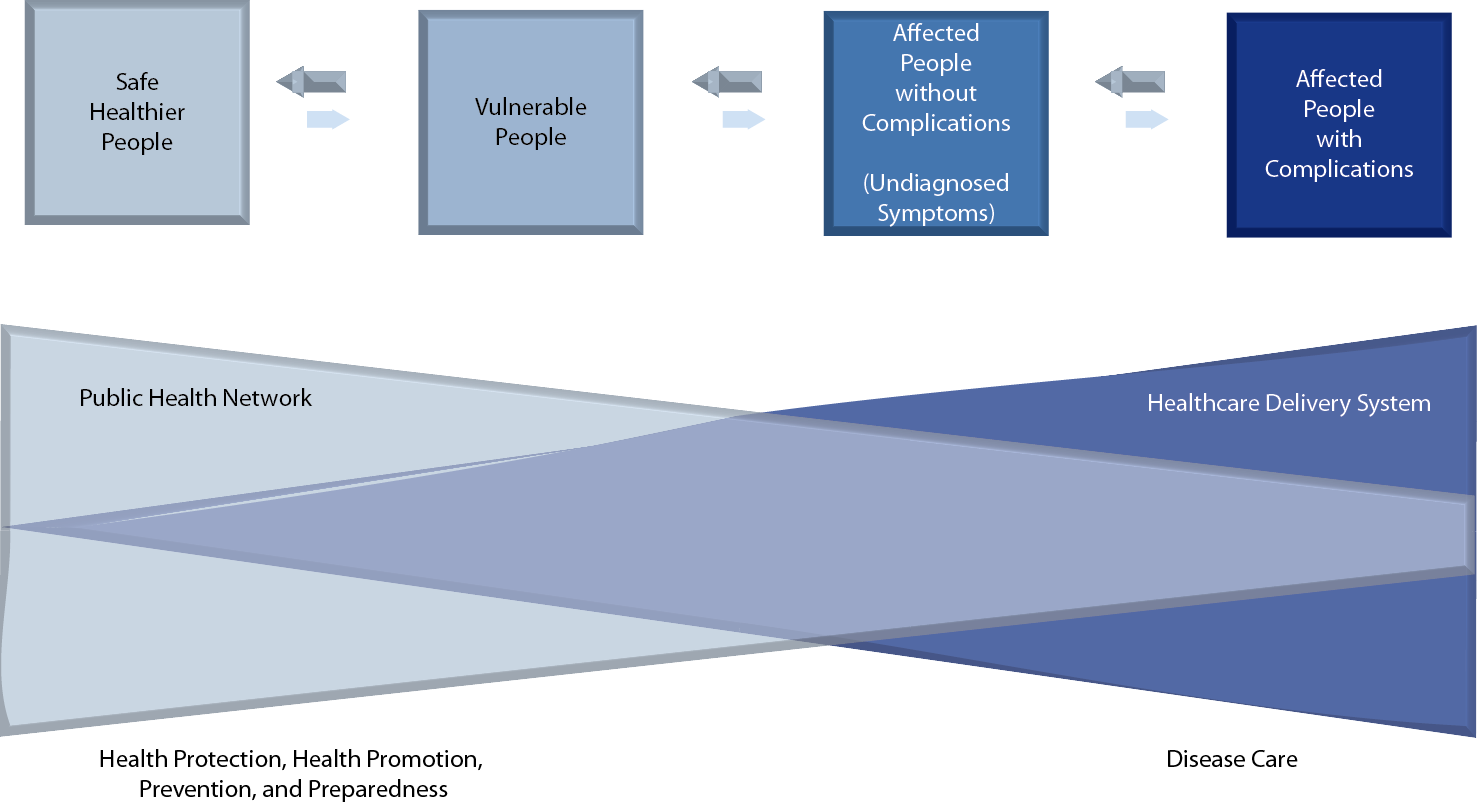 Safe
Healthier
People
Vulnerable
People
Affected
People
without
Complications
(Undiagnosed
Symptoms)
Affected
People
with
Complications
Public Health Network
Healthcare Delivery System
Health Protection, Health Promotion,
Prevention, and Preparedness
Disease Care